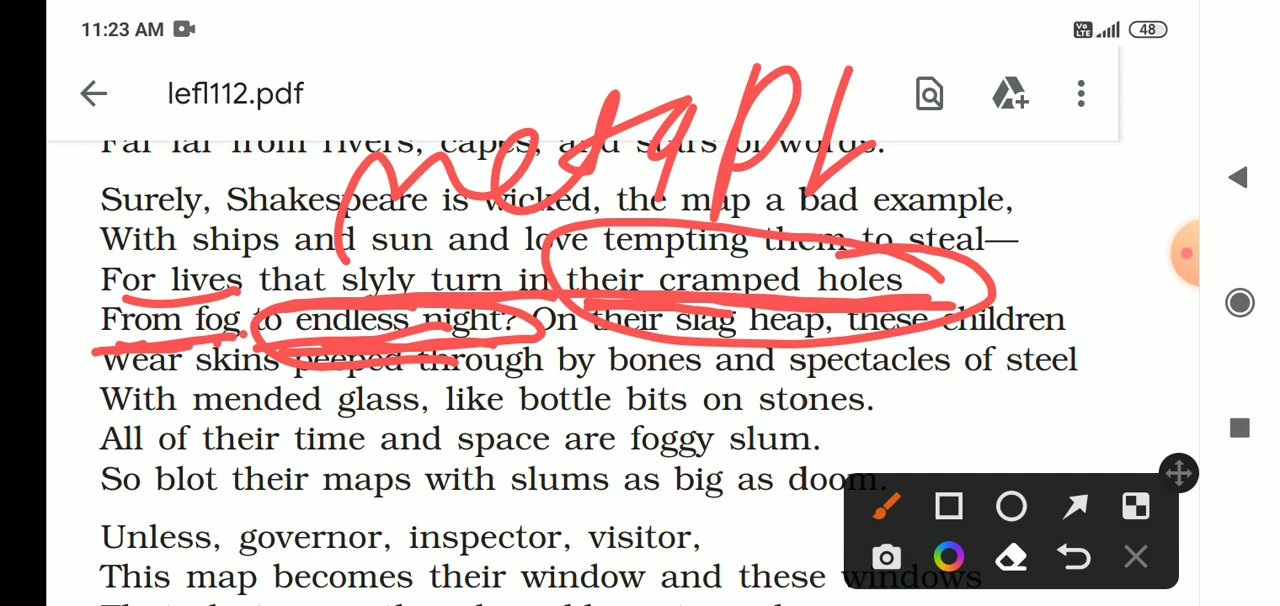 11:23 AM
Vo LTE 48
lefl112.pdf
Far far from rivers, capes, and stars of words.
metaph
Surely, Shakespeare is wicked, the map a bad example,
With ships and sun and love tempting them to steal—
For lives that slyly turn in their cramped holes
From fog to endless night? On their slag heap, these children
Wear skins peeped through by bones and spectacles of steel
With mended glass, like bottle bits on stones.
All of their time and space are foggy slum.
So blot their maps with slums as big as doom.
Unless, governor, inspector, visitor,
This map becomes their window and these windows